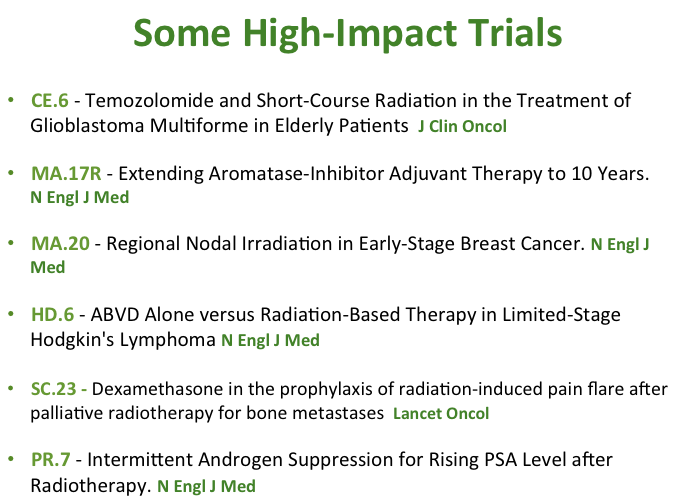 Some High-Impact Trials
• CE.6 - Temozolomide and Short-Course Radiation in the Treatment of
Glioblastoma Multiforme in Elderly Patients J Clin Oncol
• MA.17R - Extending Aromatase-Inhibitor Adjuvant Therapy to 10 Years.
N Engl J Med
• MA.20 - Regional Nodal Irradiation in Early-Stage Breast Cancer. N Engl J
Med
• HD.6 - ABVD Alone versus Radiation-Based Therapy in Limited-Stage
Hodgkin's Lymphoma N Engl J Med
• SC.23 - Dexamethasone in the prophylaxis of radiation-induced pain flare after
palliative radiotherapy for bone metastases Lancet Oncol
• PR.7 - Intermittent Androgen Suppression for Rising PSA Level after
Radiotherapy. N Engl J Med